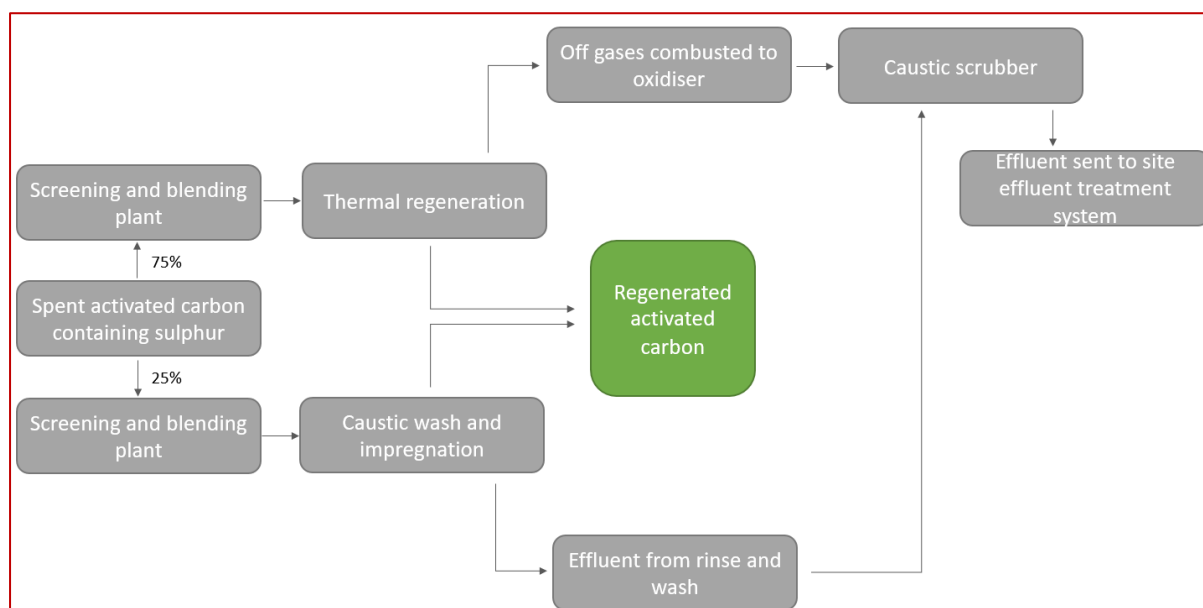 Off gases combusted to
oxidiser
Caustic scrubber
Effluent sent to site
effluent treatment
system
Screening and blending
plant
Thermal regeneration
75%
Spent activated carbon
containing sulphur
Regenerated
activated
carbon
25%
Screening and blending
plant
Caustic wash and
impregnation
Effluent from rinse and
wash